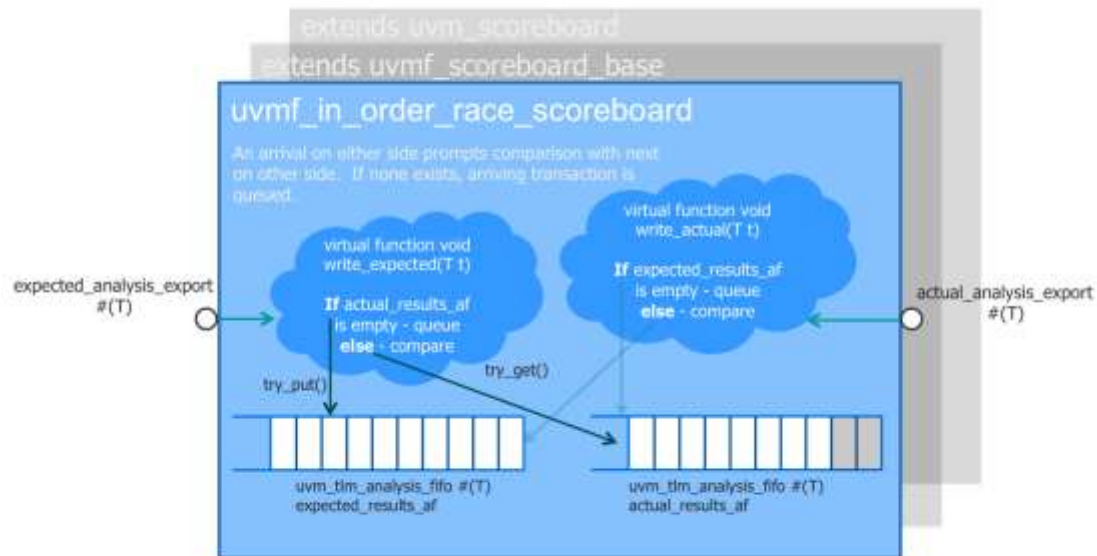 extends uvm_scoreboard
extends uvmf_scoreboard_base
uvmf_in_order_race_scoreboard
An arrival on either side prompts comparison with next
on other side. If none exists, arriving transaction is
queued.
virtual function void
write_expected(T t)
If actual_results_af
is empty - queue
else - compare
virtual function void
write_actual(T t)
If expected_results_af
is empty - queue
else - compare
expected_analysis_export
#(T)
actual_analysis_export
#(T)
try_put()
try_get()
uvm_tlm_analysis_fifo #(T)
expected_results_af
uvm_tlm_analysis_fifo #(T)
actual_results_af